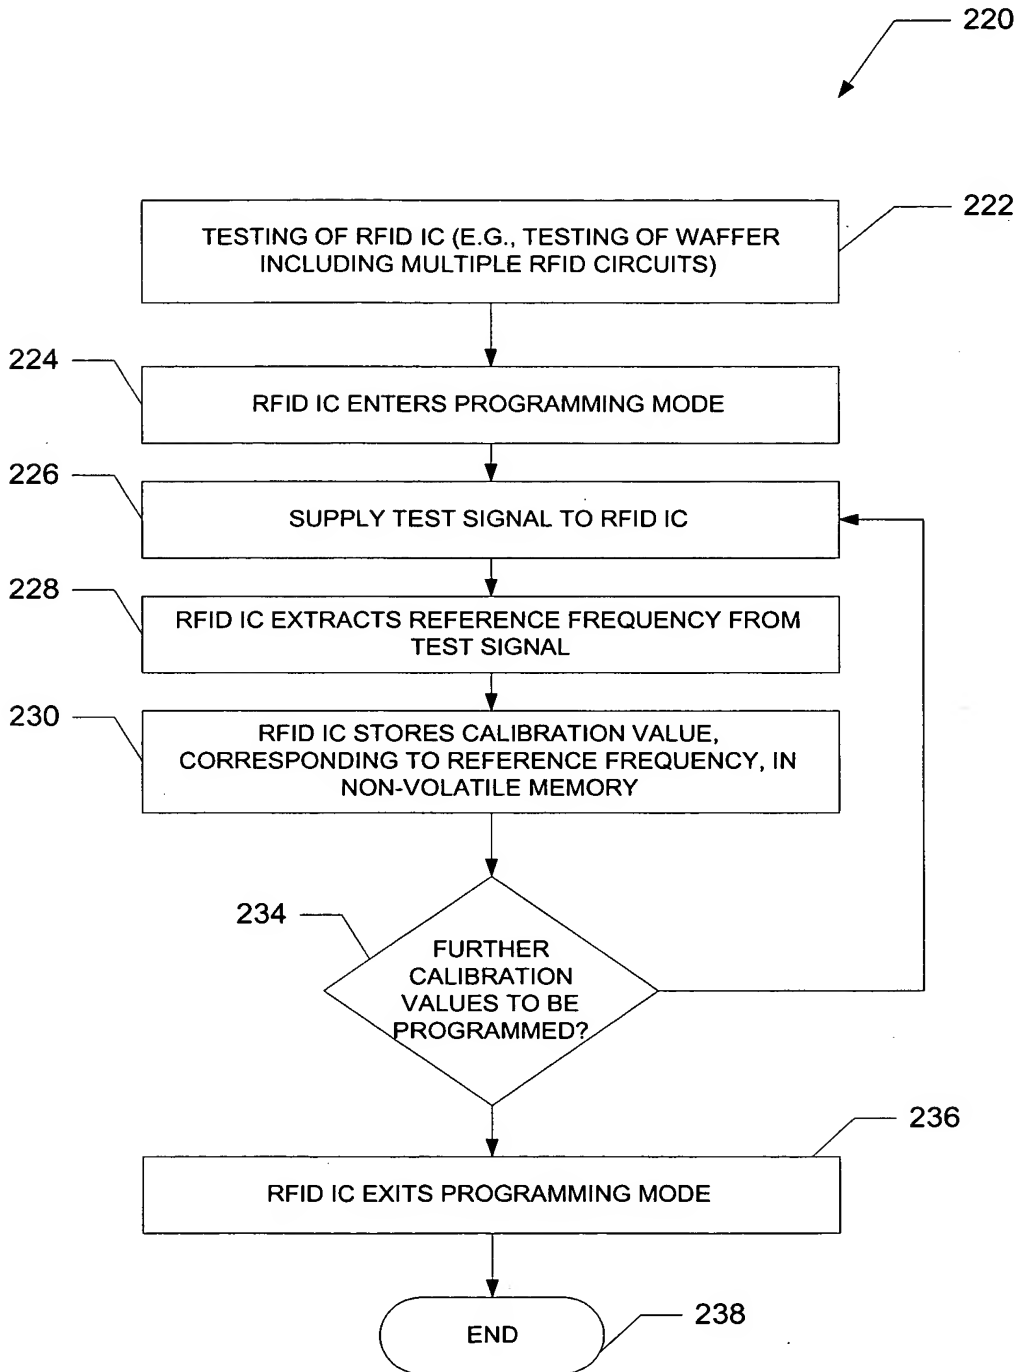 220
222
TESTING OF RFID IC (E.G., TESTING OF WAFFER
INCLUDING MULTIPLE RFID CIRCUITS)
224
RFID IC ENTERS PROGRAMMING MODE
226
SUPPLY TEST SIGNAL TO RFID IC
228
RFID IC EXTRACTS REFERENCE FREQUENCY FROM
TEST SIGNAL
230
RFID IC STORES CALIBRATION VALUE,
CORRESPONDING TO REFERENCE FREQUENCY, IN
NON-VOLATILE MEMORY
234
FURTHER
CALIBRATION
VALUES TO BE
PROGRAMMED?
236
RFID IC EXITS PROGRAMMING MODE
END
238